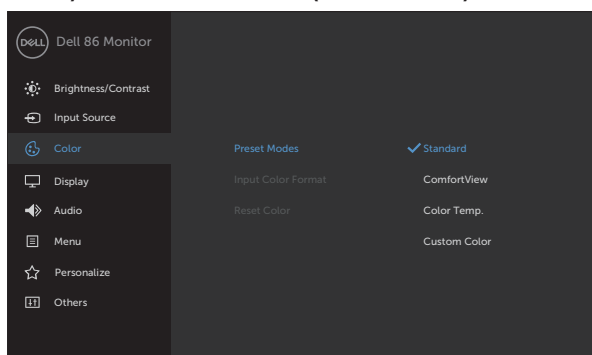 DELL Dell 86 Monitor
Brightness/Contrast
Input Source
Color Preset Modes Standard
Display Input Color Format ComfortView
Audio Reset Color Color Temp.
Menu Custom Color
Personalize
Others